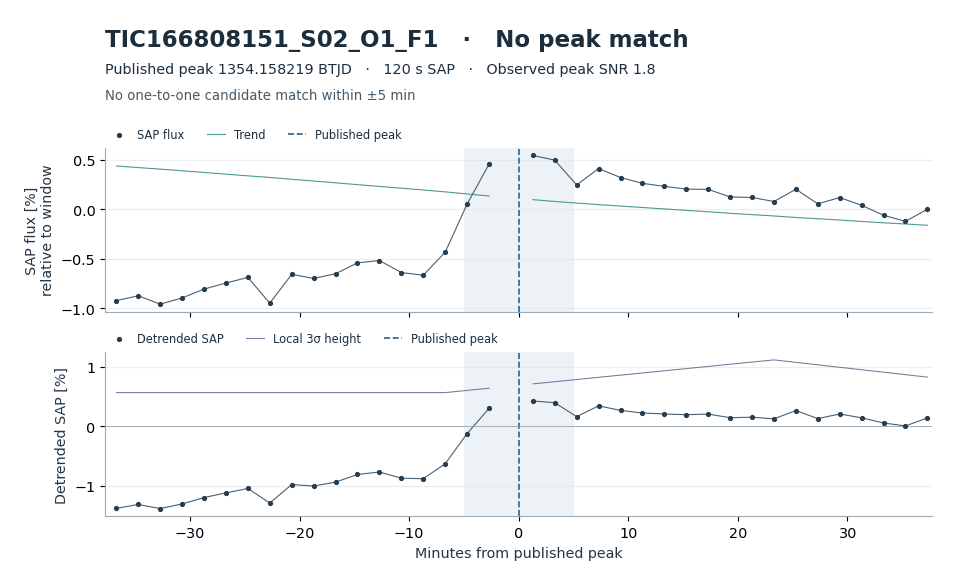 TIC166808151_S02_O1_F1 · No peak match
Published peak 1354.158219 BTJD · 120 s SAP · Observed peak SNR 1.8
No one-to-one candidate match within ±5 min
SAP flux Trend Published peak
SAP flux [%]
relative to window
0.5
0.0
−0.5
−1.0
Detrended SAP Local 3σ height Published peak
Detrended SAP [%]
1
0
−1
−30 −20 −10 0 10 20 30
Minutes from published peak